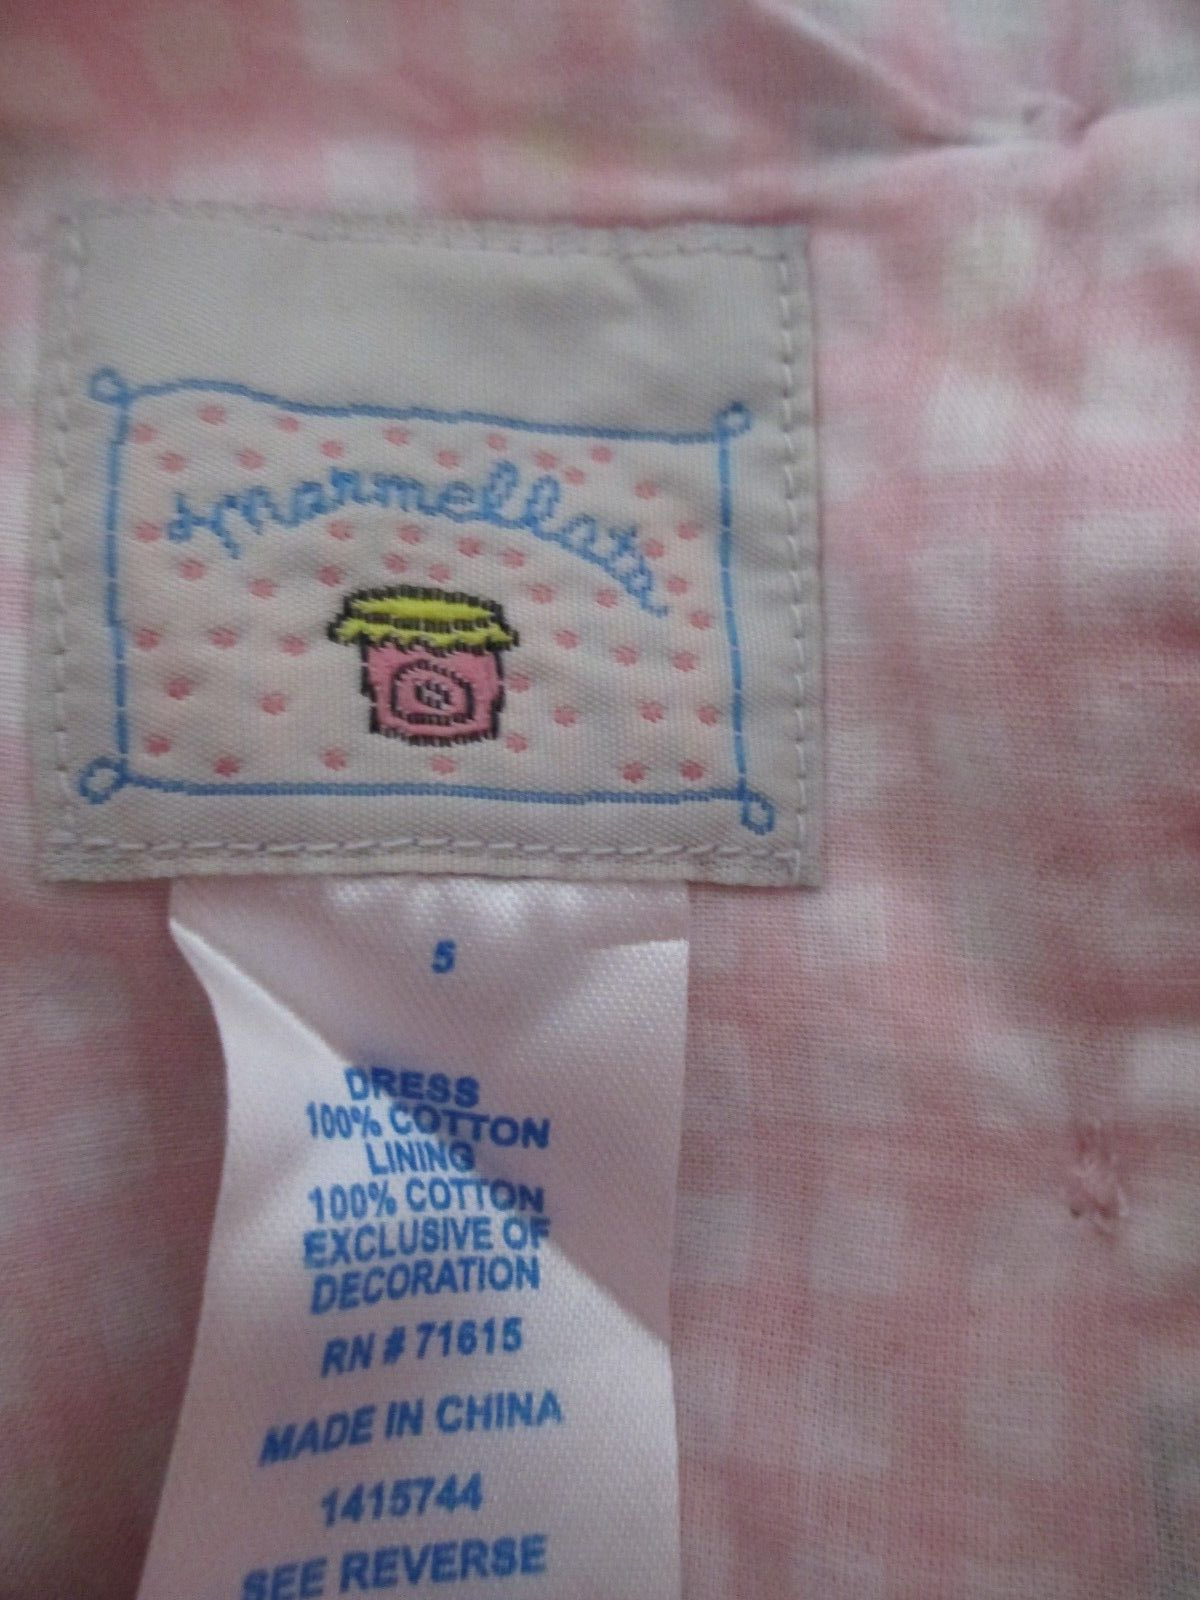 marmellata
5
DRESS
100% COTTON
LINING
100% COTTON
EXCLUSIVE OF
DECORATION
RN # 71615
MADE IN CHINA
1415744
SEE REVERSE